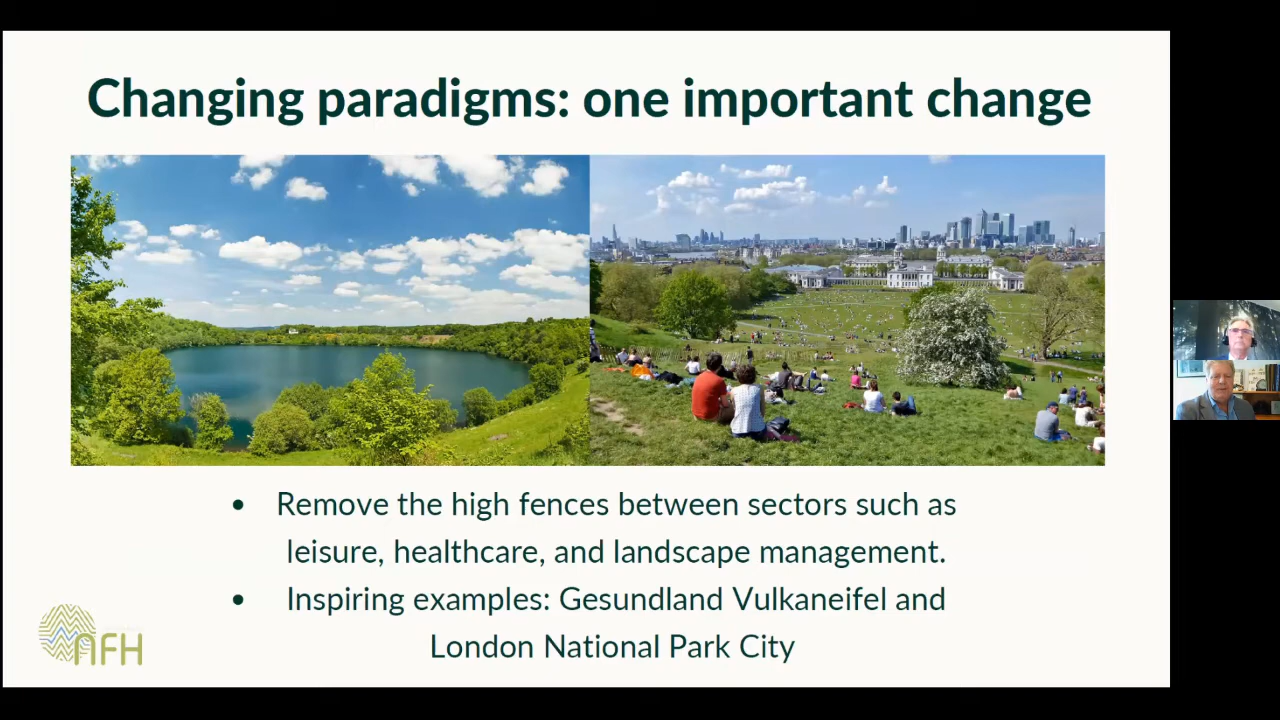 Changing paradigms: one important change
• Remove the high fences between sectors such as
leisure, healthcare, and landscape management.
• Inspiring examples: Gesundland Vulkaneifel and
London National Park City
NFH